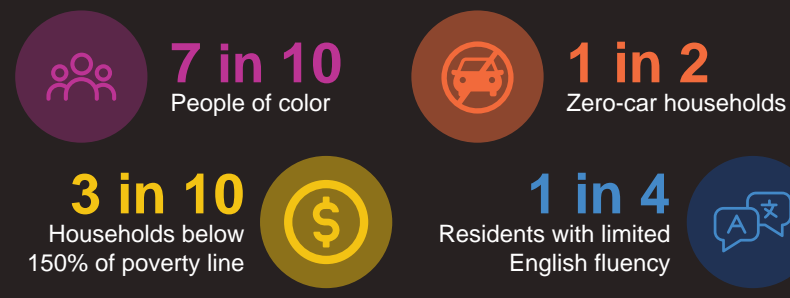 7 in 10
People of color
1 in 2
Zero-car households
3 in 10
Households below
150% of poverty line
$
1 in 4
Residents with limited
English fluency
A
文